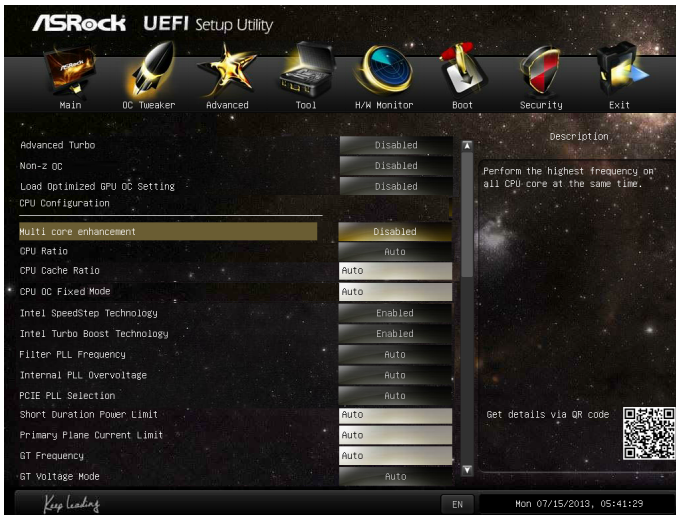 ASRock UEFI Setup Utility
ASRock
Main OC Tweaker Advanced Tool H/W Monitor Boot Security Exit
Description
Advanced Turbo Disabled
Non-z OC Disabled
Perform the highest frequency on
Load Optimized GPU OC Setting Disabled
all CPU core at the same time.
CPU Configuration
Multi core enhancement Disabled
CPU Ratio Auto
CPU Cache Ratio Auto
CPU OC Fixed Mode Auto
Intel SpeedStep Technology Enabled
Intel Turbo Boost Technology Enabled
Filter PLL Frequency Auto
Internal PLL Overvoltage Auto
PCIE PLL Selection Auto
Short Duration Power Limit Auto
Get details via QR code
Primary Plane Current Limit Auto
GT Frequency Auto
GT Voltage Mode Auto
Keep Leading
EN
Mon 07/15/2013, 05:41:29